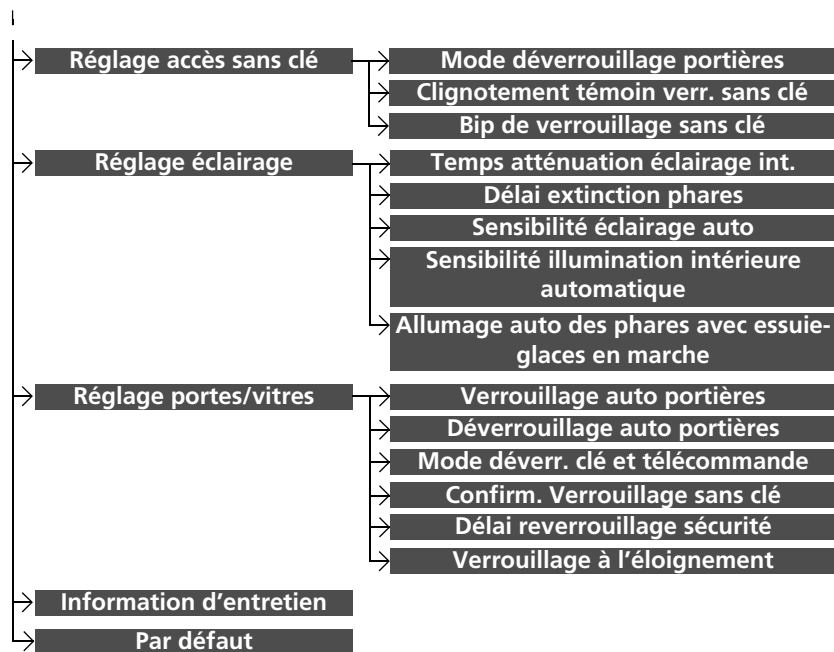 Réglage accès sans clé
Mode déverrouillage portières
Clignotement témoin verr. sans clé
Bip de verrouillage sans clé
Réglage éclairage
Temps atténuation éclairage int.
Délai extinction phares
Sensibilité éclairage auto
Sensibilité illumination intérieure
automatique
Allumage auto des phares avec essuie-
glaces en marche
Réglage portes/vitres
Verrouillage auto portières
Déverrouillage auto portières
Mode déverr. clé et télécommande
Confirm. Verrouillage sans clé
Délai reverrouillage sécurité
Verrouillage à l’éloignement
Information d’entretien
Par défaut